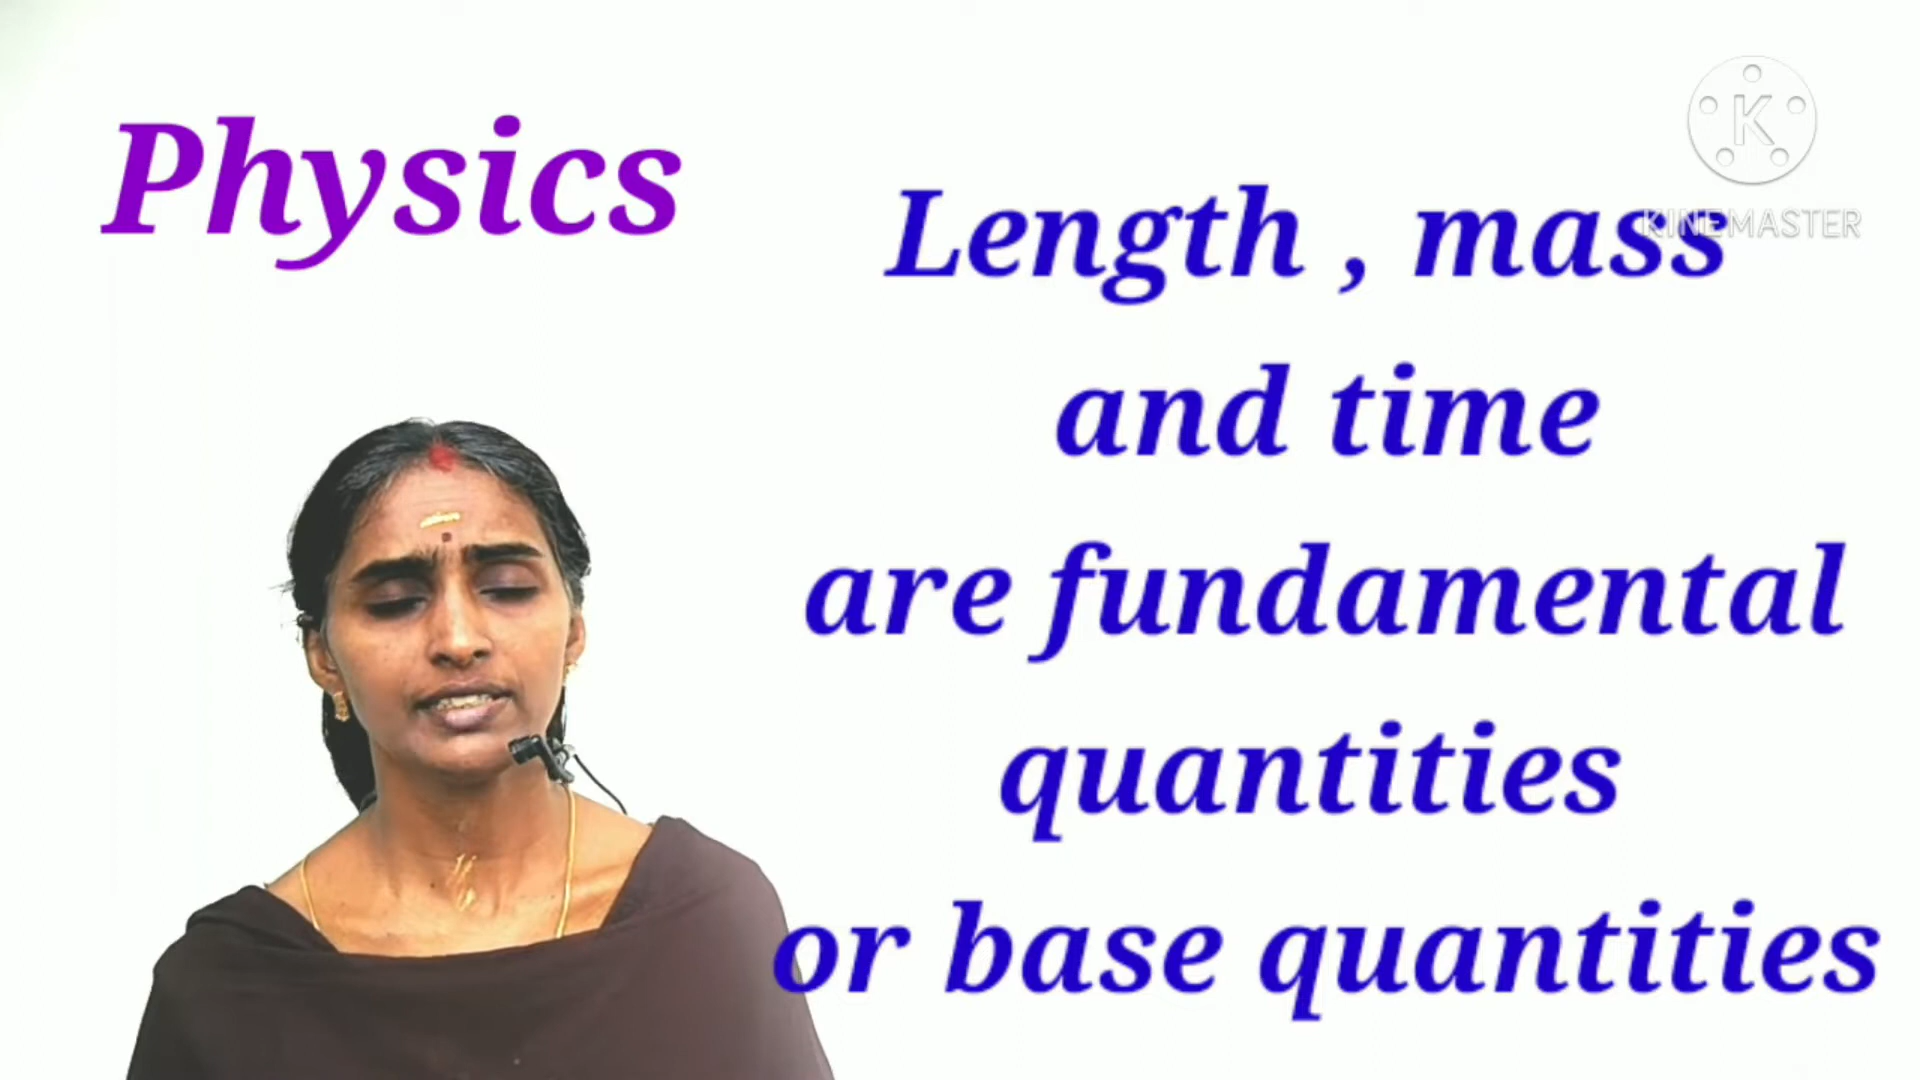 Physics
K
KINEMASTER
Length , mass
and time
are fundamental
quantities
or base quantities